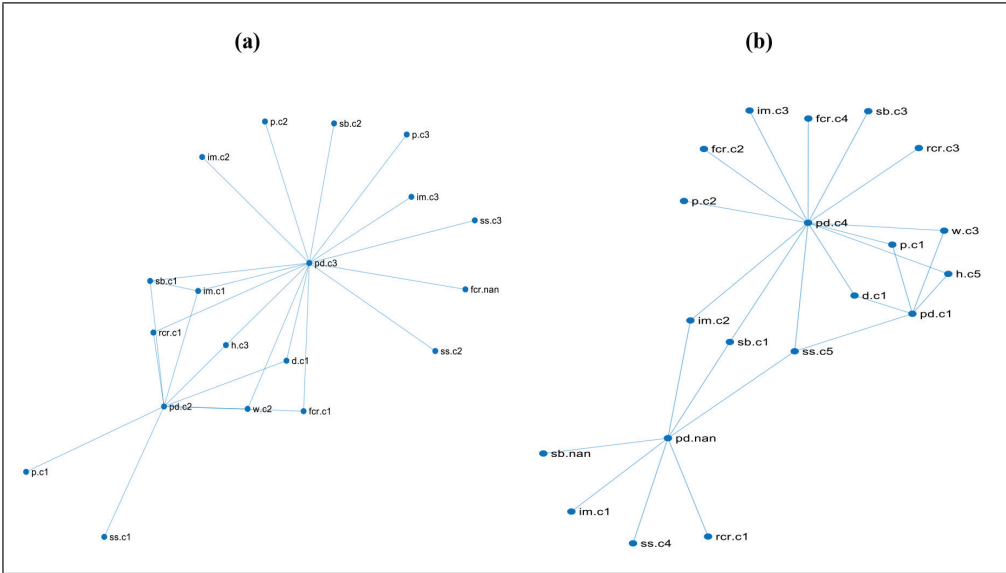 (a)
(b)
p.c2
sb.c2
p.c3
im.c2
im.c3
ss.c3
pd.c3
sb.c1
im.c1
fcr.nan
rcr.c1
h.c3
d.c1
ss.c2
pd.c2
w.c2
fcr.c1
p.c1
ss.c1
im.c3
fcr.c4
sb.c3
fcr.c2
rcr.c3
p.c2
pd.c4
w.c3
p.c1
h.c5
d.c1
pd.c1
im.c2
sb.c1
ss.c5
pd.nan
sb.nan
im.c1
ss.c4
rcr.c1